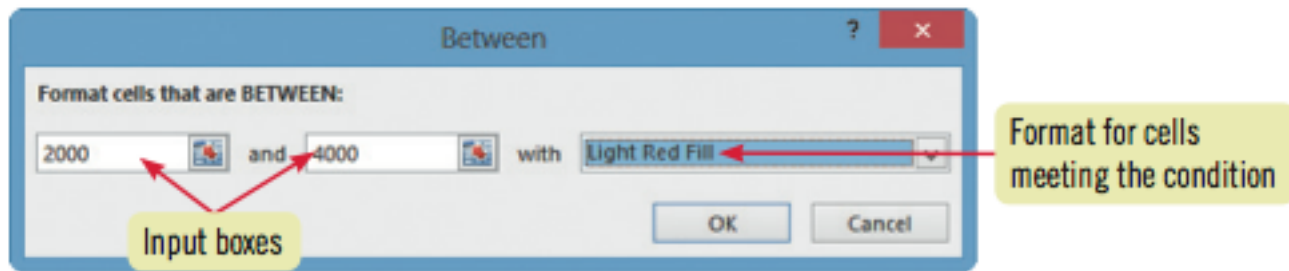 Between
?
×
Format cells that are BETWEEN:
2000 and 4000 with Light Red Fill
Format for cells
meeting the condition
OK Cancel
Input boxes